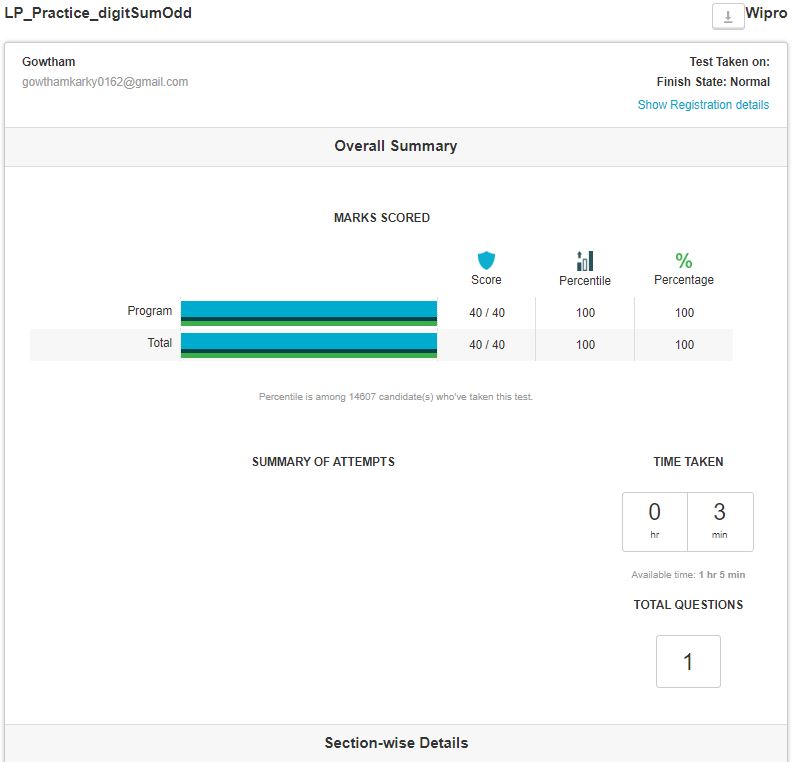 LP_Practice_digitSumOdd
Wipro
Gowtham
Test Taken on:
gowthamkarky0162@gmail.com
Finish State: Normal
Show Registration details
Overall Summary
MARKS SCORED
%
Score Percentile Percentage
Program 40 / 40 100 100
Total 40 / 40 100 100
Percentile is among 14607 candidate(s) who've taken this test.
SUMMARY OF ATTEMPTS
TIME TAKEN
0 3
hr min
Available time: 1 hr 5 min
TOTAL QUESTIONS
1
Section-wise Details